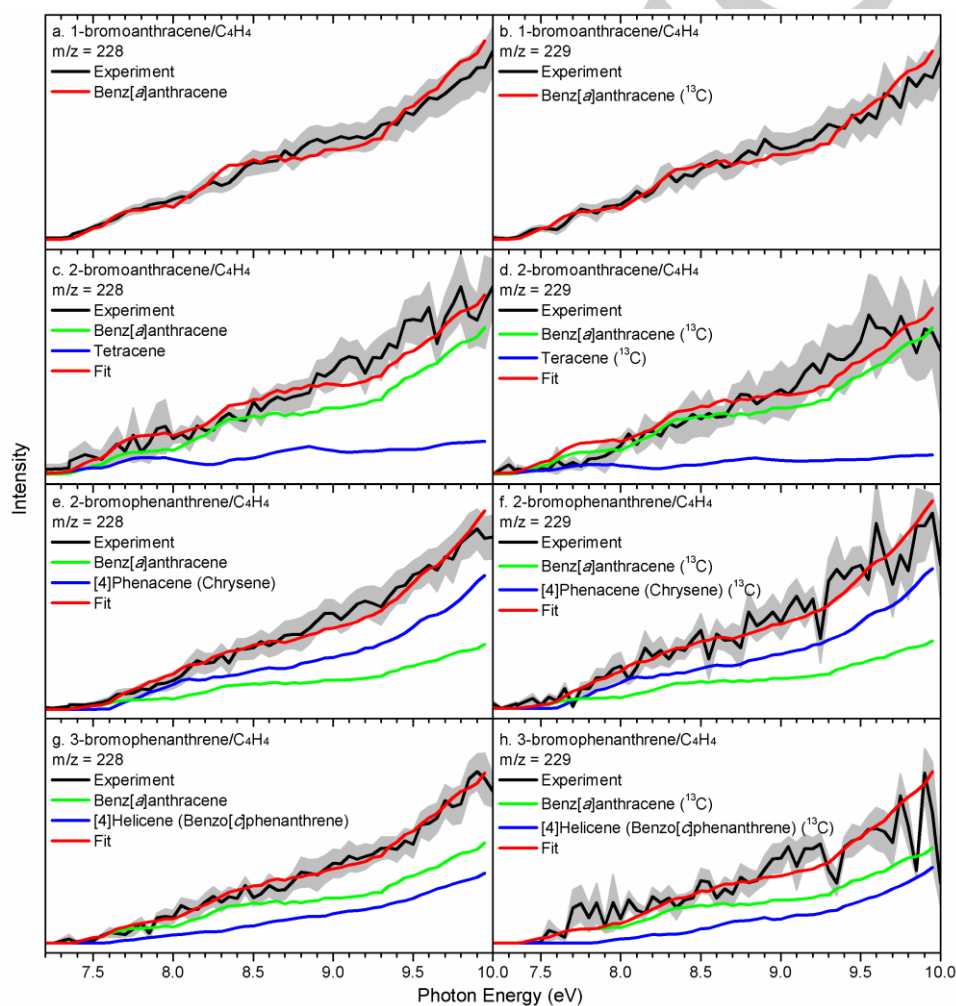 a. 1-bromoanthracene/C₄H₄
m/z = 228
Experiment
Benz[a]anthracene
b. 1-bromoanthracene/C₄H₄
m/z = 229
Experiment
Benz[a]anthracene (¹³C)
c. 2-bromoanthracene/C₄H₄
m/z = 228
Experiment
Benz[a]anthracene
Tetracene
Fit
d. 2-bromoanthracene/C₄H₄
m/z = 229
Experiment
Benz[a]anthracene (¹³C)
Teracene (¹³C)
Fit
e. 2-bromophenanthrene/C₄H₄
m/z = 228
Experiment
Benz[a]anthracene
[4]Phenacene (Chrysene)
Fit
f. 2-bromophenanthrene/C₄H₄
m/z = 229
Experiment
Benz[a]anthracene (¹³C)
[4]Phenacene (Chrysene) (¹³C)
Fit
g. 3-bromophenanthrene/C₄H₄
m/z = 228
Experiment
Benz[a]anthracene
[4]Helicene (Benzo[c]phenanthrene)
Fit
h. 3-bromophenanthrene/C₄H₄
m/z = 229
Experiment
Benz[a]anthracene (¹³C)
[4]Helicene (Benzo[c]phenanthrene) (¹³C)
Fit
Intensity
7.5 8.0 8.5 9.0 9.5 10.0 7.5 8.0 8.5 9.0 9.5 10.0
Photon Energy (eV)